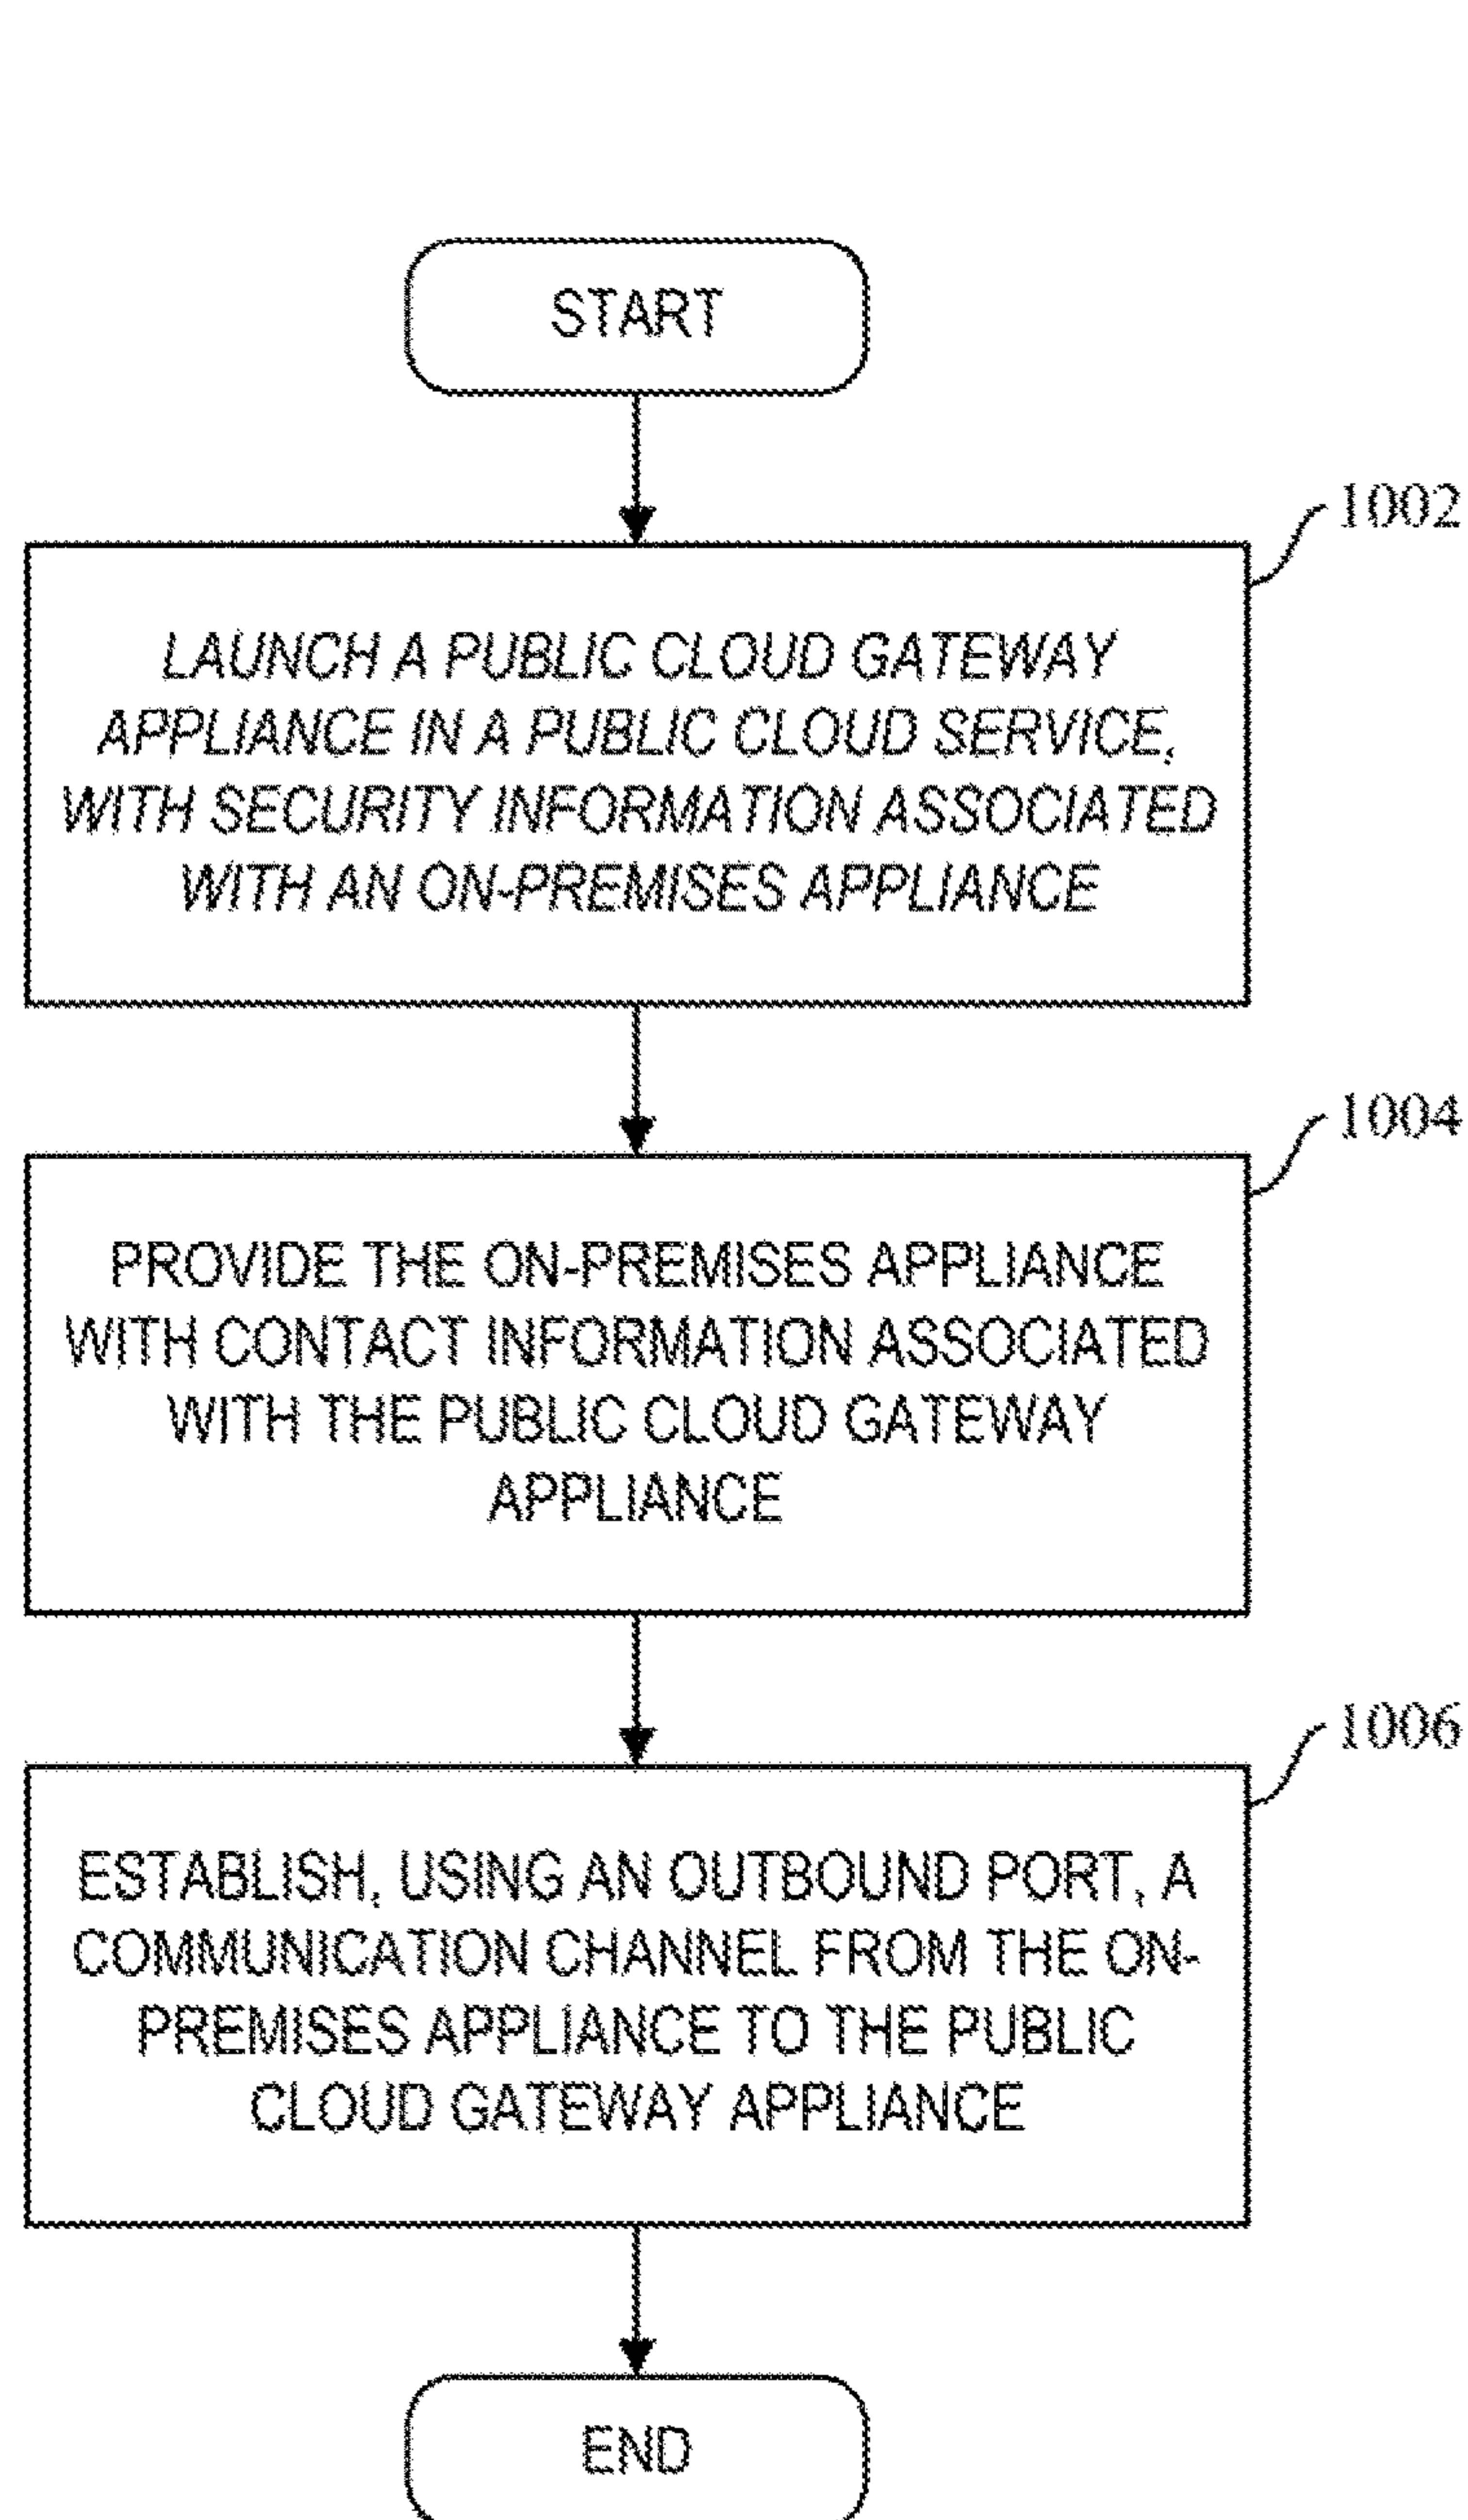 START
1002
LAUNCH A PUBLIC CLOUD GATEWAY
APPLIANCE IN A PUBLIC CLOUD SERVICE,
WITH SECURITY INFORMATION ASSOCIATED
WITH AN ON-PREMISES APPLIANCE
1004
PROVIDE THE ON-PREMISES APPLIANCE
WITH CONTACT INFORMATION ASSOCIATED
WITH THE PUBLIC CLOUD GATEWAY
APPLIANCE
1006
ESTABLISH, USING AN OUTBOUND PORT, A
COMMUNICATION CHANNEL FROM THE ON-
PREMISES APPLIANCE TO THE PUBLIC
CLOUD GATEWAY APPLIANCE
END